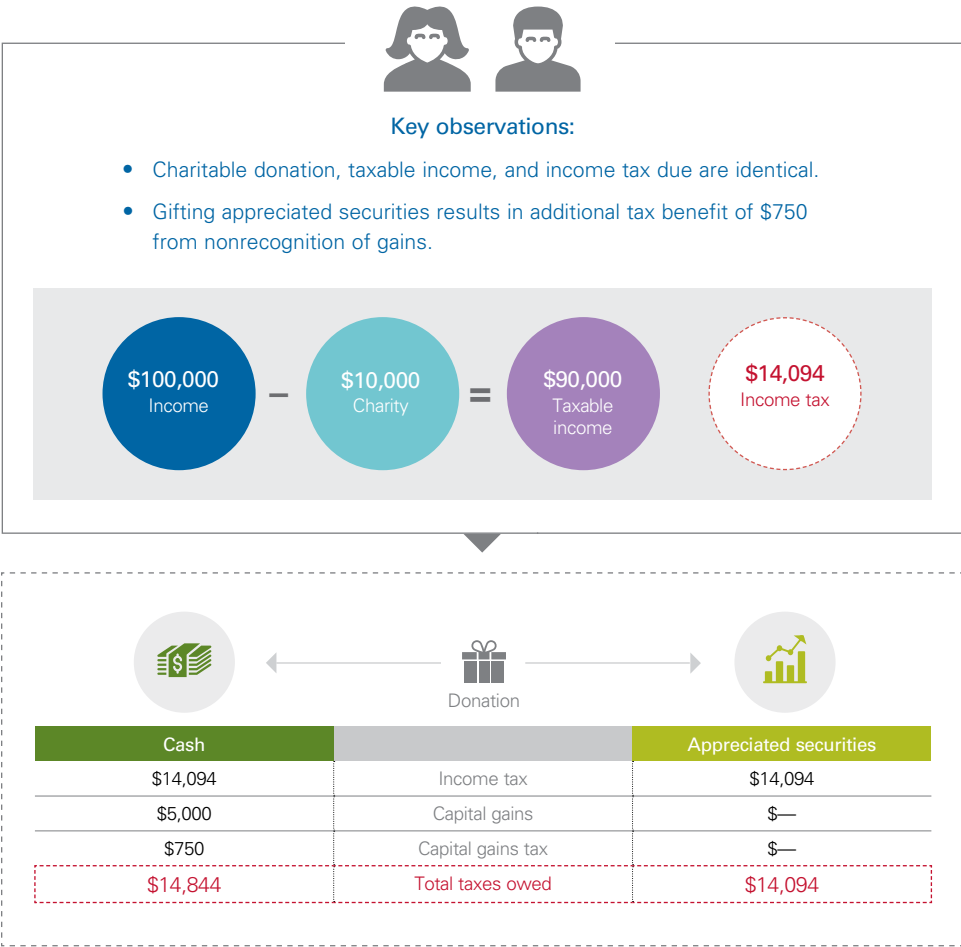 Key observations:
• Charitable donation, taxable income, and income tax due are identical.
• Gifting appreciated securities results in additional tax benefit of $750
from nonrecognition of gains.
$100,000
Income
–
$10,000
Charity
=
$90,000
Taxable
income
$14,094
Income tax
$
Donation
Cash Appreciated securities
$14,094 Income tax $14,094
$5,000 Capital gains $—
$750 Capital gains tax $—
$14,844 Total taxes owed $14,094